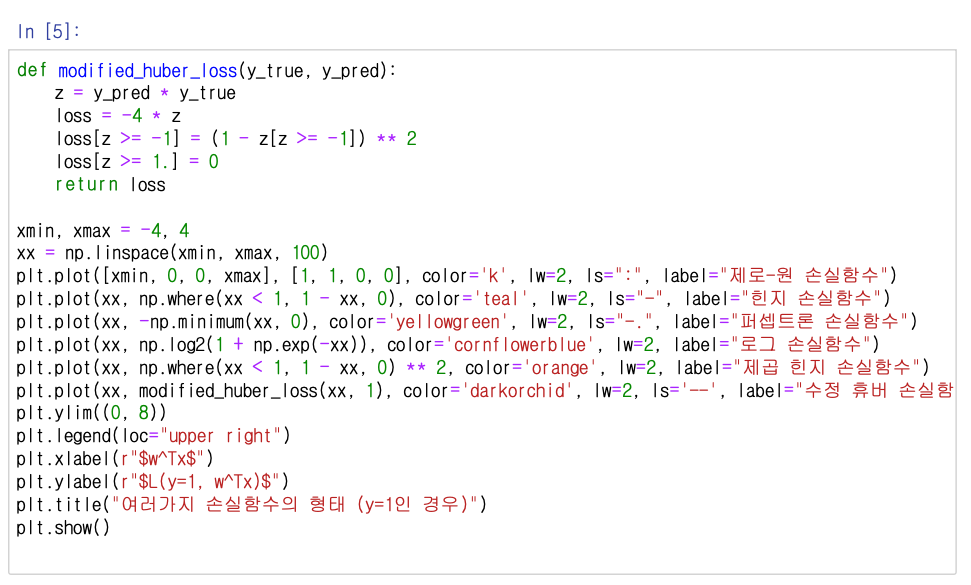 In [5]:
def modified_huber_loss(y_true, y_pred):
    z = y_pred * y_true
    loss = -4 * z
    loss[z >= -1] = (1 - z[z >= -1]) ** 2
    loss[z >= 1.] = 0
    return loss
xmin, xmax = -4, 4
xx = np.linspace(xmin, xmax, 100)
plt.plot([xmin, 0, 0, xmax], [1, 1, 0, 0], color='k', lw=2, ls=":", label="제로-원 손실함수")
plt.plot(xx, np.where(xx < 1, 1 - xx, 0), color='teal', lw=2, ls="-", label="힌지 손실함수")
plt.plot(xx, -np.minimum(xx, 0), color='yellowgreen', lw=2, ls="-.", label="퍼셉트론 손실함수")
plt.plot(xx, np.log2(1 + np.exp(-xx)), color='cornflowerblue', lw=2, label="로그 손실함수")
plt.plot(xx, np.where(xx < 1, 1 - xx, 0) ** 2, color='orange', lw=2, label="제곱 힌지 손실함수")
plt.plot(xx, modified_huber_loss(xx, 1), color='darkorchid', lw=2, ls='--', label="수정 휴버 손실함
plt.ylim((0, 8))
plt.legend(loc="upper right")
plt.xlabel(r"$w^Tx$")
plt.ylabel(r"$L(y=1, w^Tx)$")
plt.title("여러가지 손실함수의 형태 (y=1인 경우)")
plt.show()